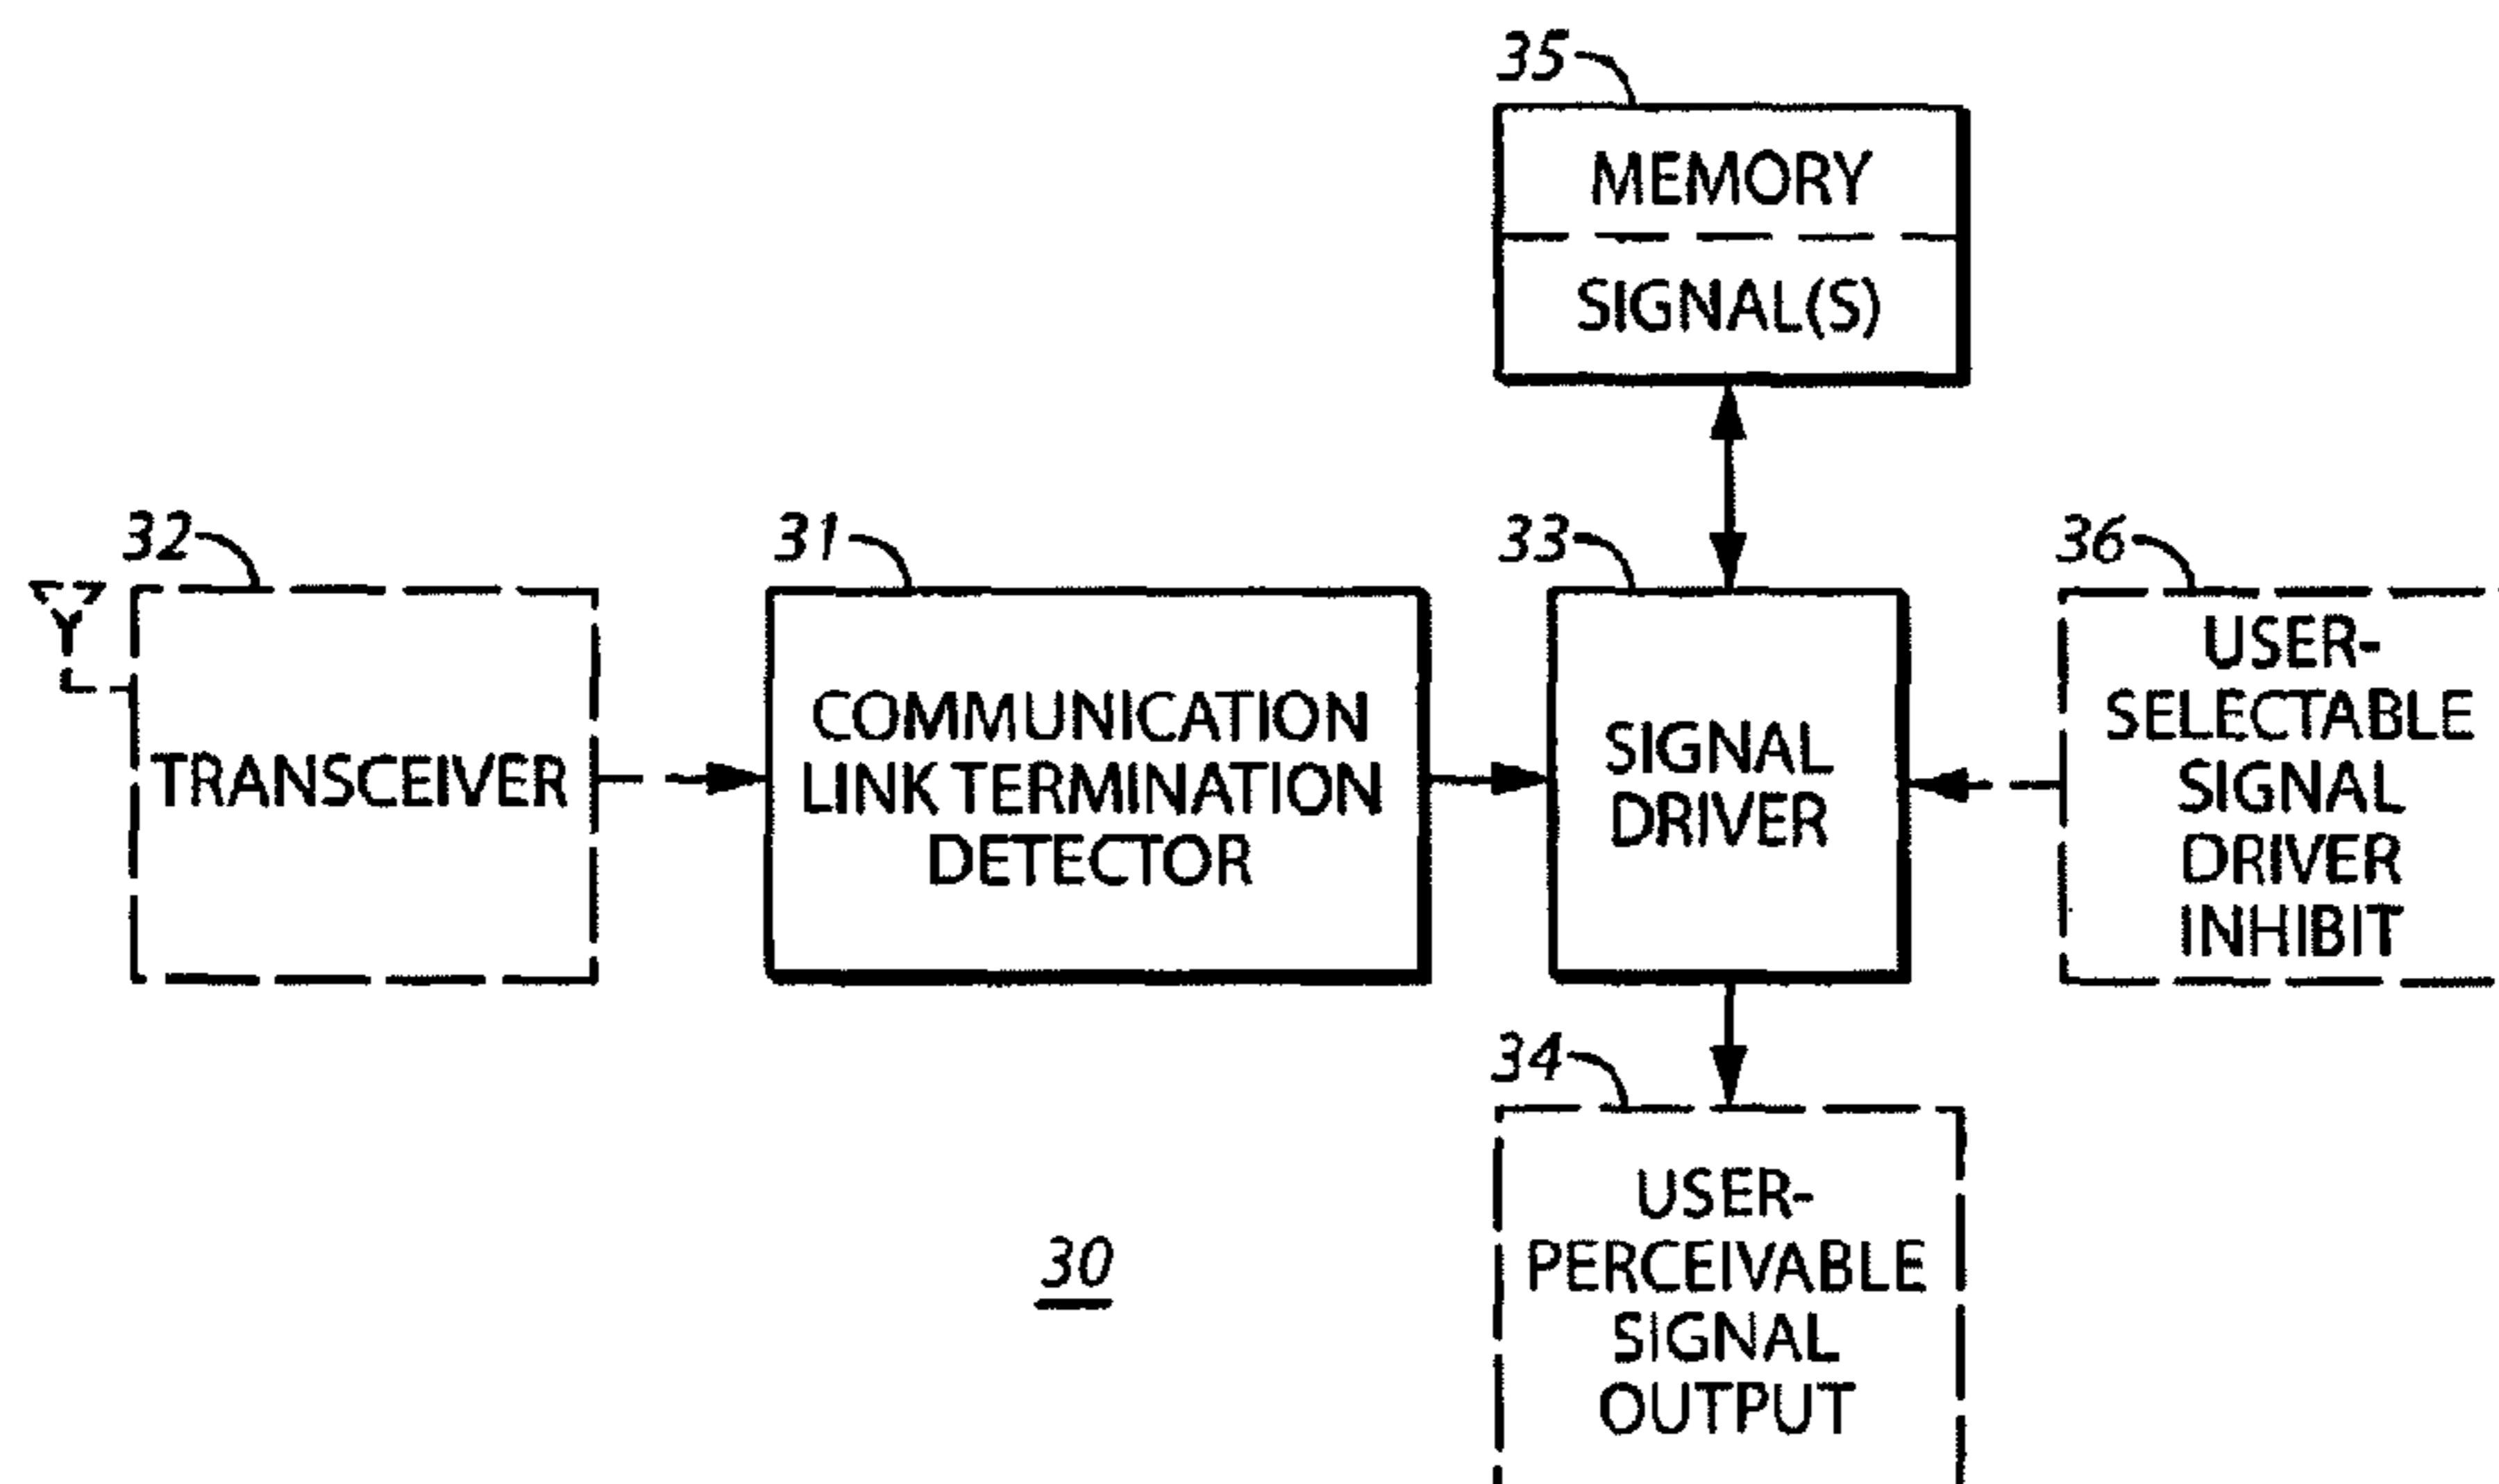 35
MEMORY
SIGNAL(S)
32
TRANSCEIVER
31
COMMUNICATION
LINK TERMINATION
DETECTOR
33
SIGNAL
DRIVER
36
USER-
SELECTABLE
SIGNAL
DRIVER
INHIBIT
34
USER-
PERCEIVABLE
SIGNAL
OUTPUT
30